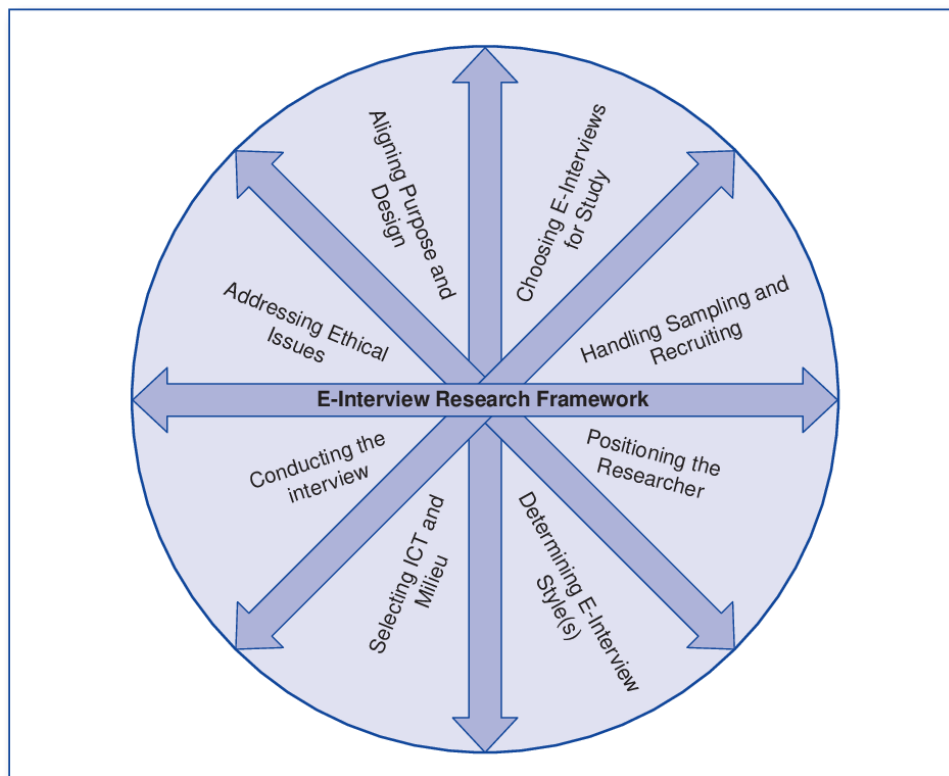 Aligning Purpose and
Design
Choosing E-Interviews
for Study
Addressing Ethical
Issues
Handling Sampling and
Recruiting
E-Interview Research Framework
Conducting the
interview
Positioning the
Researcher
Selecting ICT and
Milieu
Determining E-Interview
Style(s)